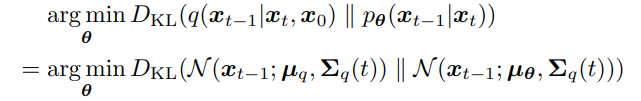 arg min_θ D_KL(q(x_{t−1}|x_t, x_0) ∥ p_θ(x_{t−1}|x_t))
= arg min_θ D_KL(𝒩(x_{t−1}; μ_q, Σ_q(t)) ∥ 𝒩(x_{t−1}; μ_θ, Σ_q(t)))